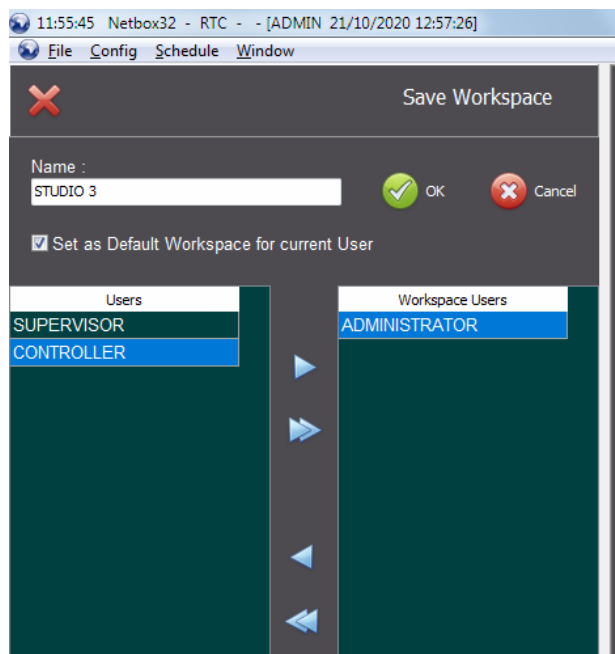 11:55:45 Netbox32 - RTC - - [ADMIN 21/10/2020 12:57:26]
File Config Schedule Window
Save Workspace
Name :
STUDIO 3
OK Cancel
Set as Default Workspace for current User
Users Workspace Users
SUPERVISOR ADMINISTRATOR
CONTROLLER